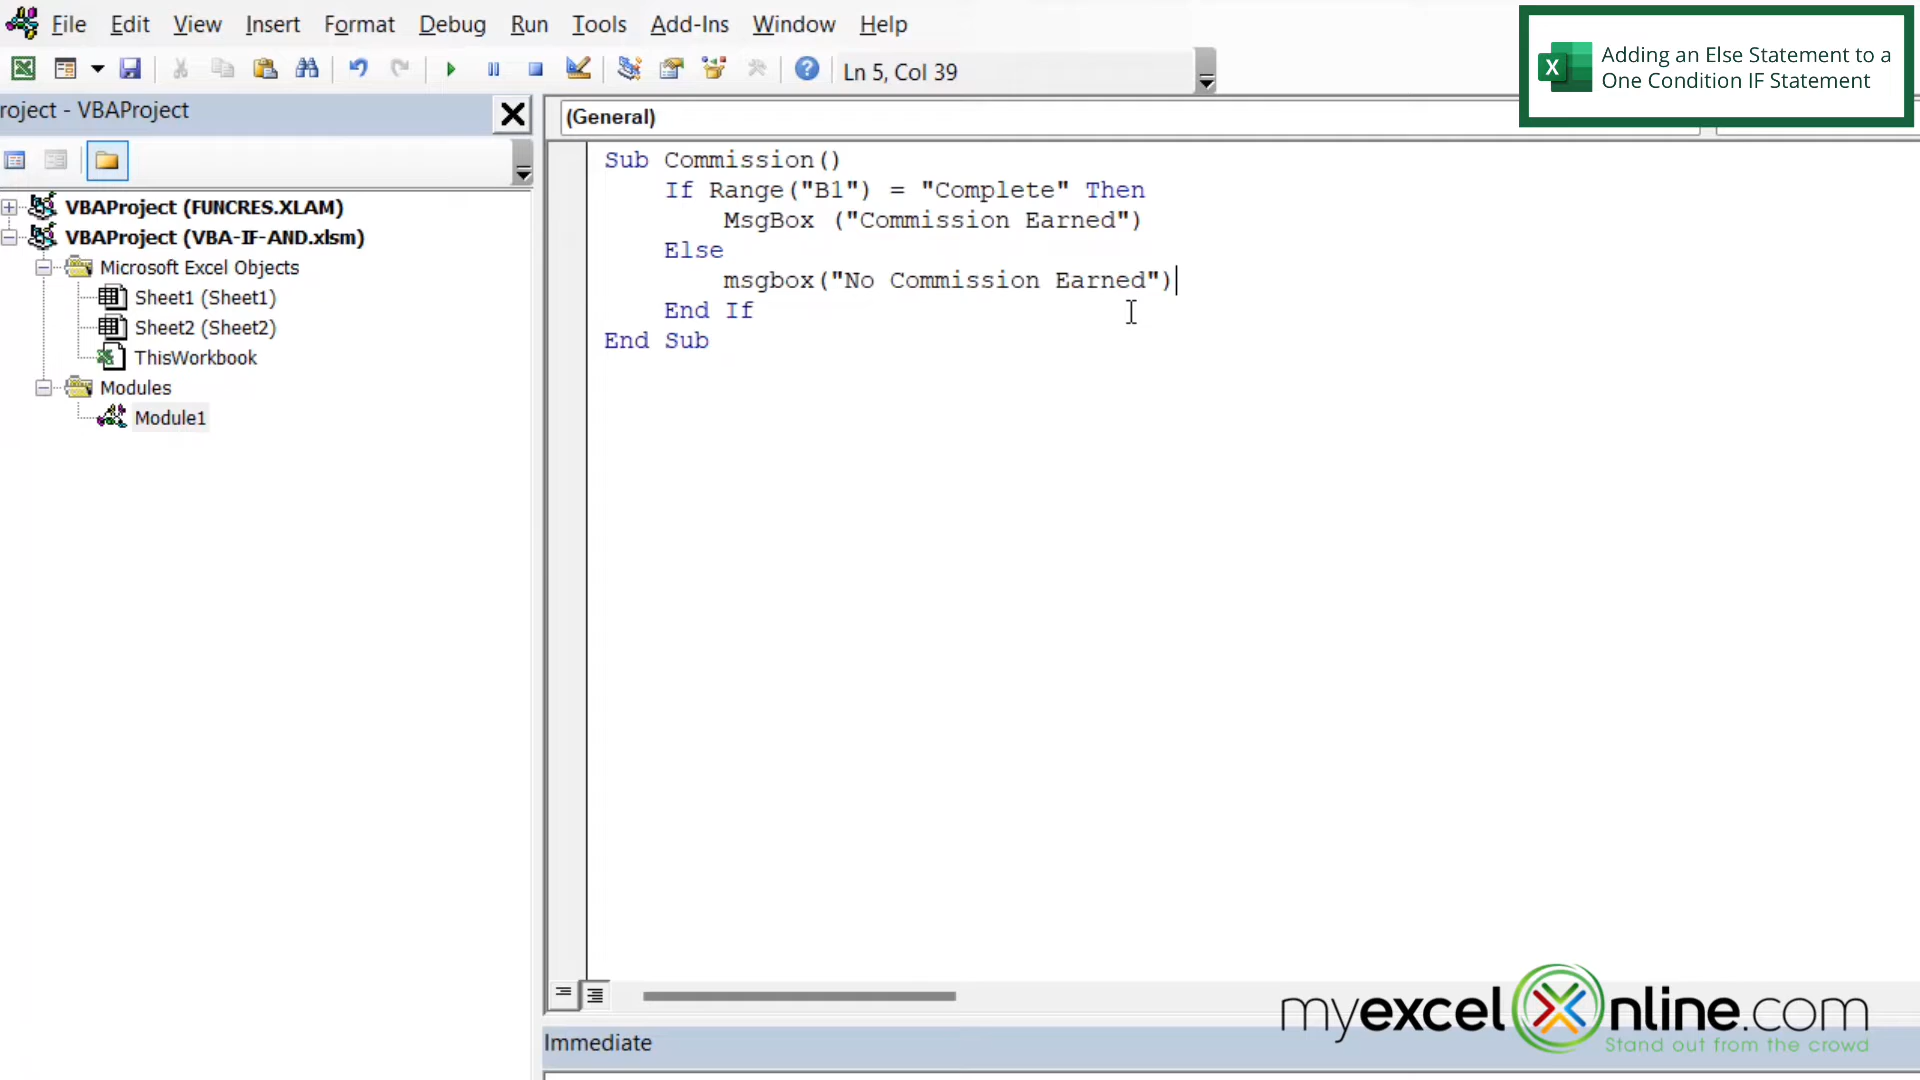 File Edit View Insert Format Debug Run Tools Add-Ins Window Help
Ln 5, Col 39
Adding an Else Statement to a
One Condition IF Statement
roject - VBAProject
(General)
VBAProject (FUNCRES.XLAM)
VBAProject (VBA-IF-AND.xlsm)
Microsoft Excel Objects
Sheet1 (Sheet1)
Sheet2 (Sheet2)
ThisWorkbook
Modules
Module1
Sub Commission()
If Range("B1") = "Complete" Then
MsgBox ("Commission Earned")
Else
msgbox("No Commission Earned")
End If
End Sub
myexcelOnline.com
Stand out from the crowd
Immediate